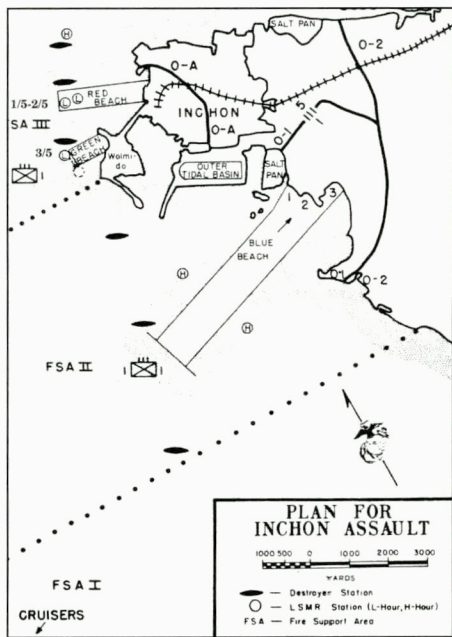 H
SALT PAN
O-A
O-2
1/5-2/5
L L
RED BEACH
INCHON
SA III
O-A
5
3/5
L
GREEN BEACH
Wolmi-do
O-1
I
OUTER TIDAL BASIN
SALT PAN
1
2
3
BLUE BEACH
H
O-1
O-2
H
FSA II
I
I
PLAN FOR
INCHON ASSAULT
1000 500 0 1000 2000 3000
YARDS
— Destroyer Station
— LSMR Station (L-Hour, H-Hour)
FSA — Fire Support Area
FSA I
CRUISERS